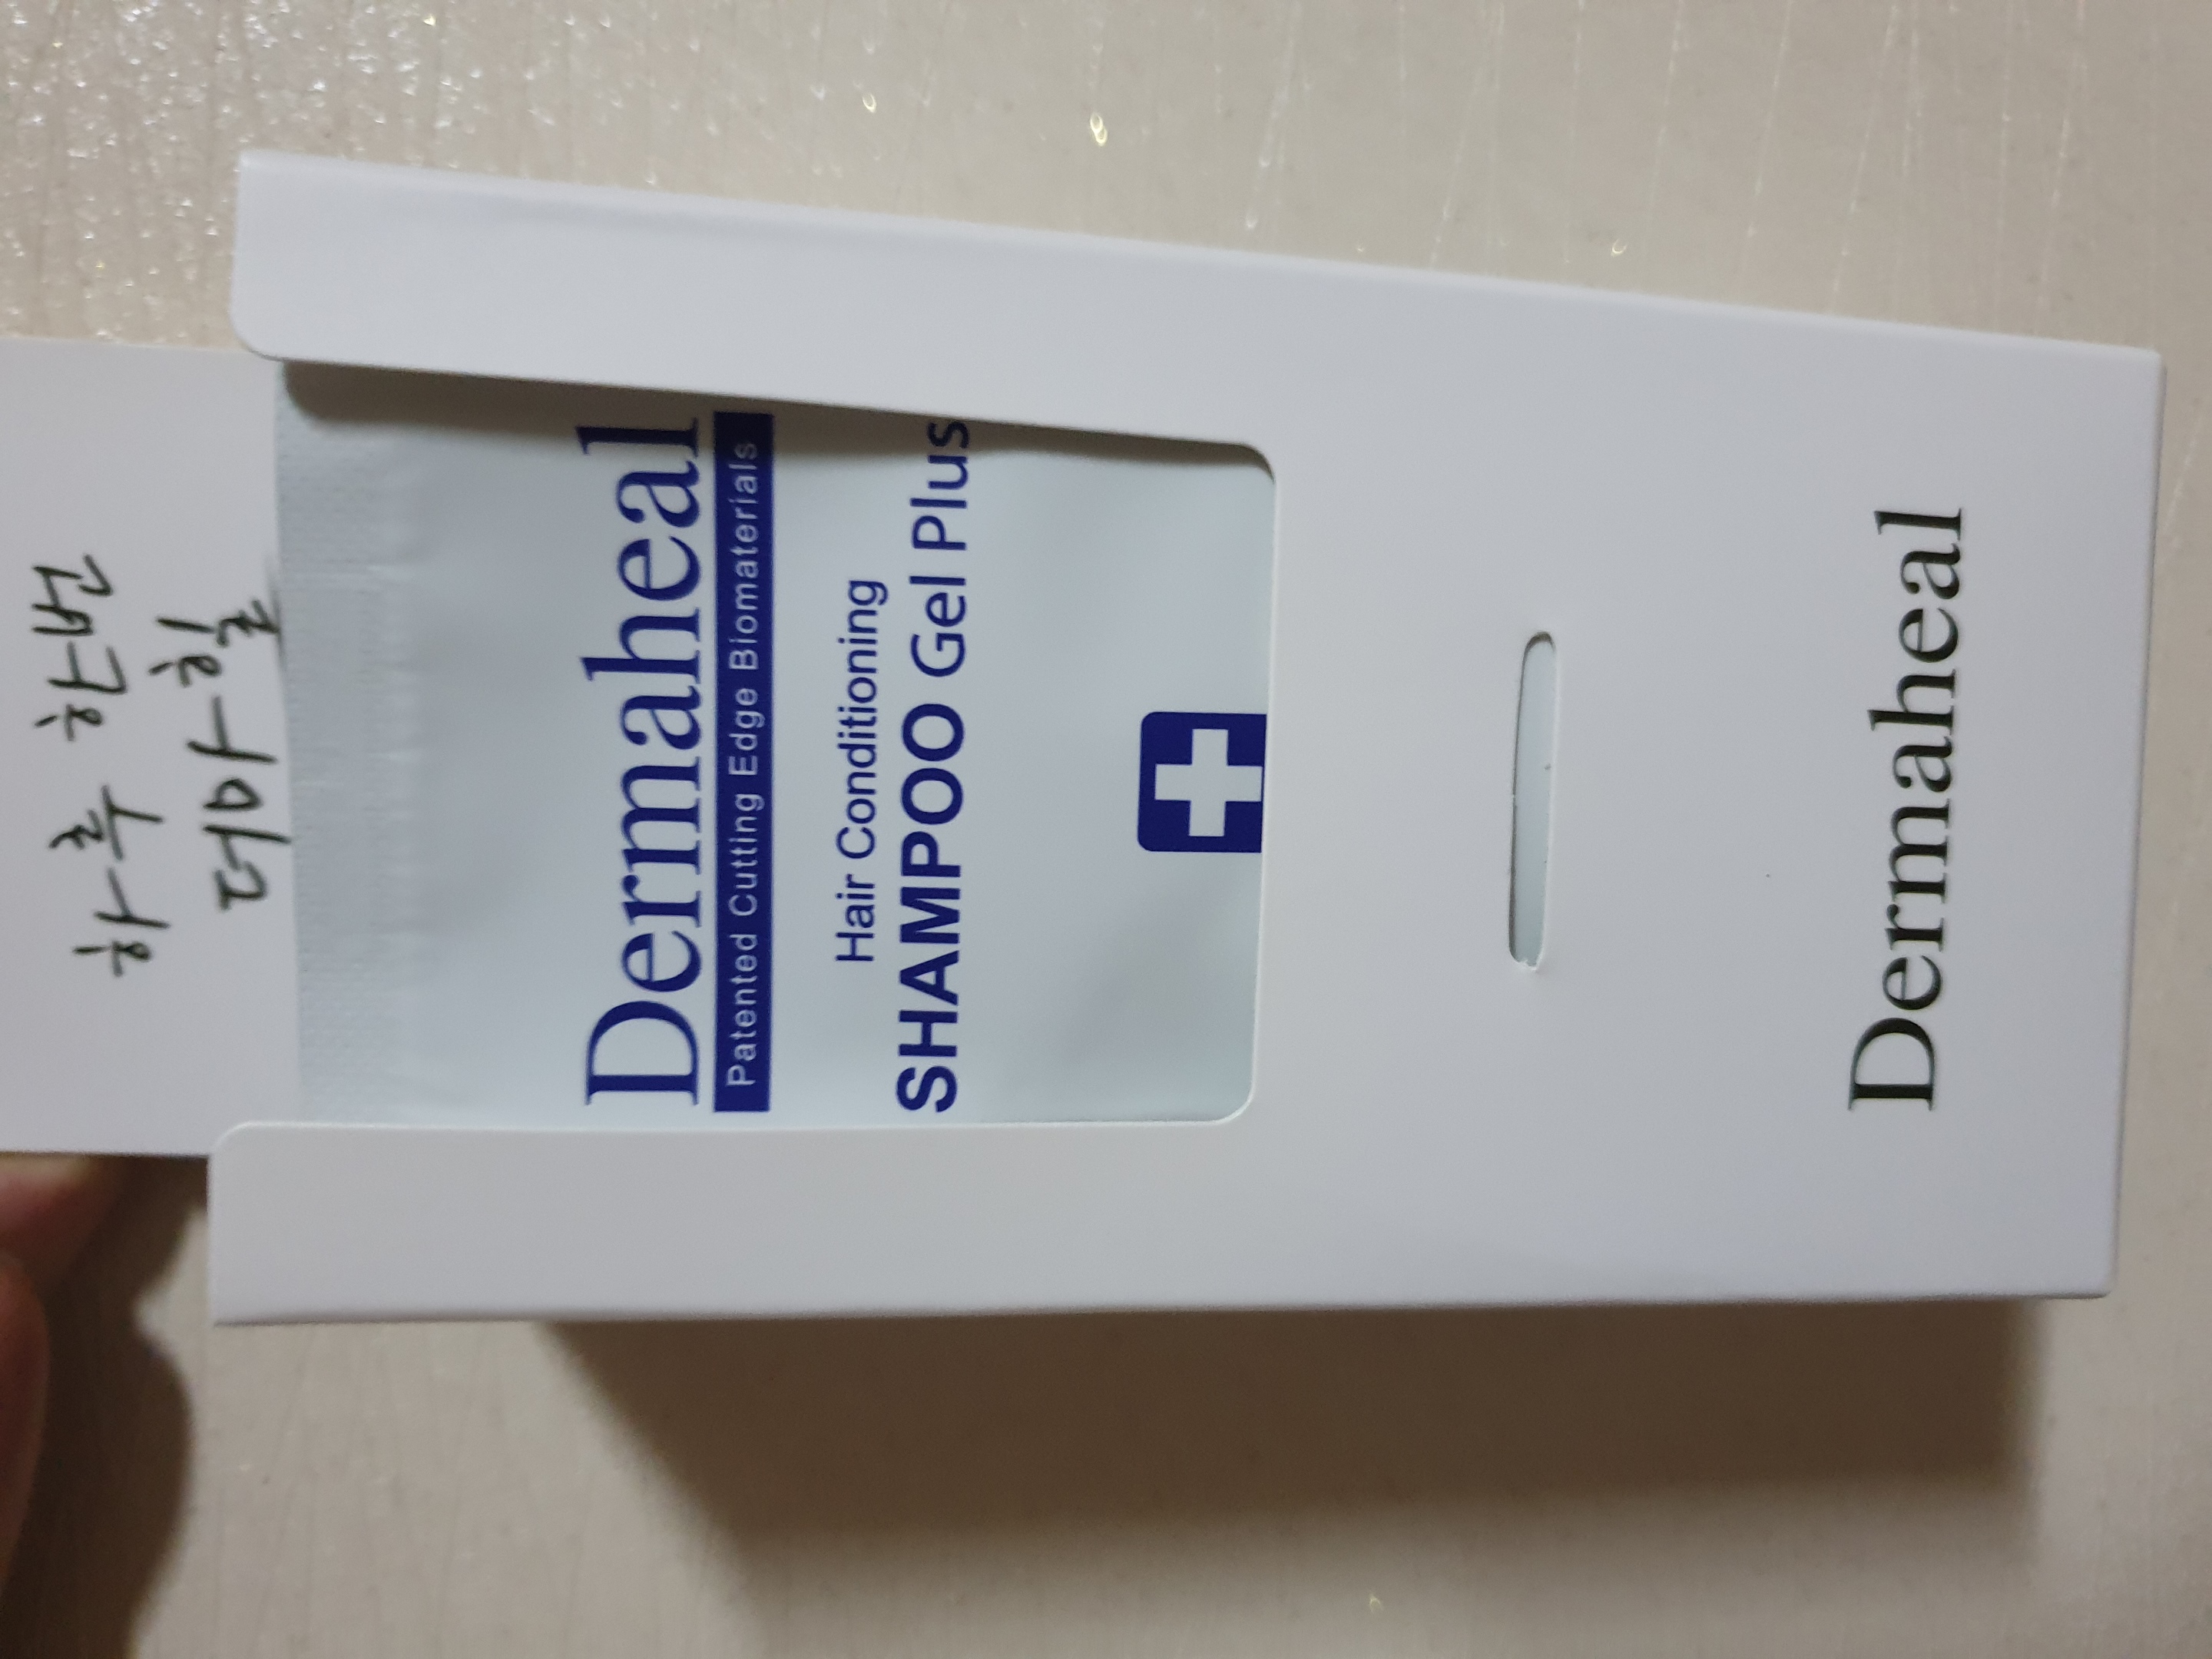 Dermaheal
Patented Cutting Edge Biomaterials
Hair Conditioning
SHAMPOO Gel Plus
Dermaheal